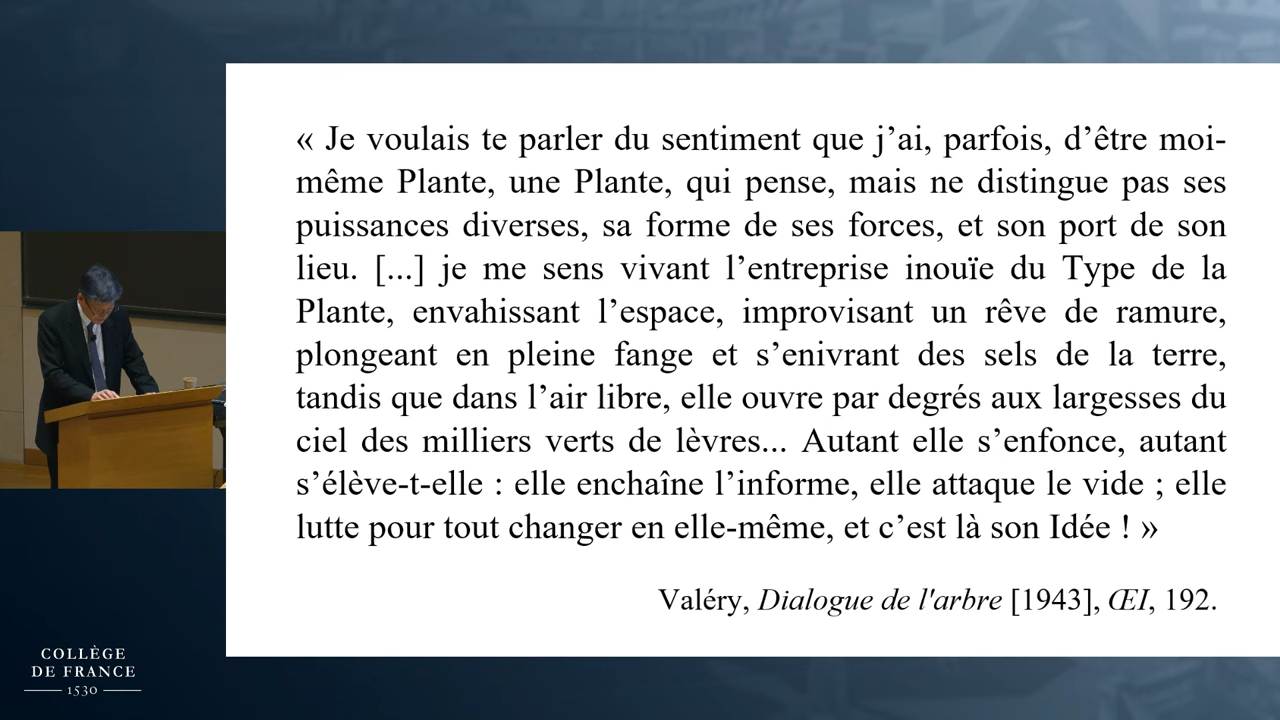 « Je voulais te parler du sentiment que j’ai, parfois, d’être moi-
même Plante, une Plante, qui pense, mais ne distingue pas ses
puissances diverses, sa forme de ses forces, et son port de son
lieu. [...] je me sens vivant l’entreprise inouïe du Type de la
Plante, envahissant l’espace, improvisant un rêve de ramure,
plongeant en pleine fange et s’enivrant des sels de la terre,
tandis que dans l’air libre, elle ouvre par degrés aux largesses du
ciel des milliers verts de lèvres... Autant elle s’enfonce, autant
s’élève-t-elle : elle enchaîne l’informe, elle attaque le vide ; elle
lutte pour tout changer en elle-même, et c’est là son Idée ! »
Valéry, Dialogue de l'arbre [1943], ŒI, 192.
COLLÈGE
DE FRANCE
1530